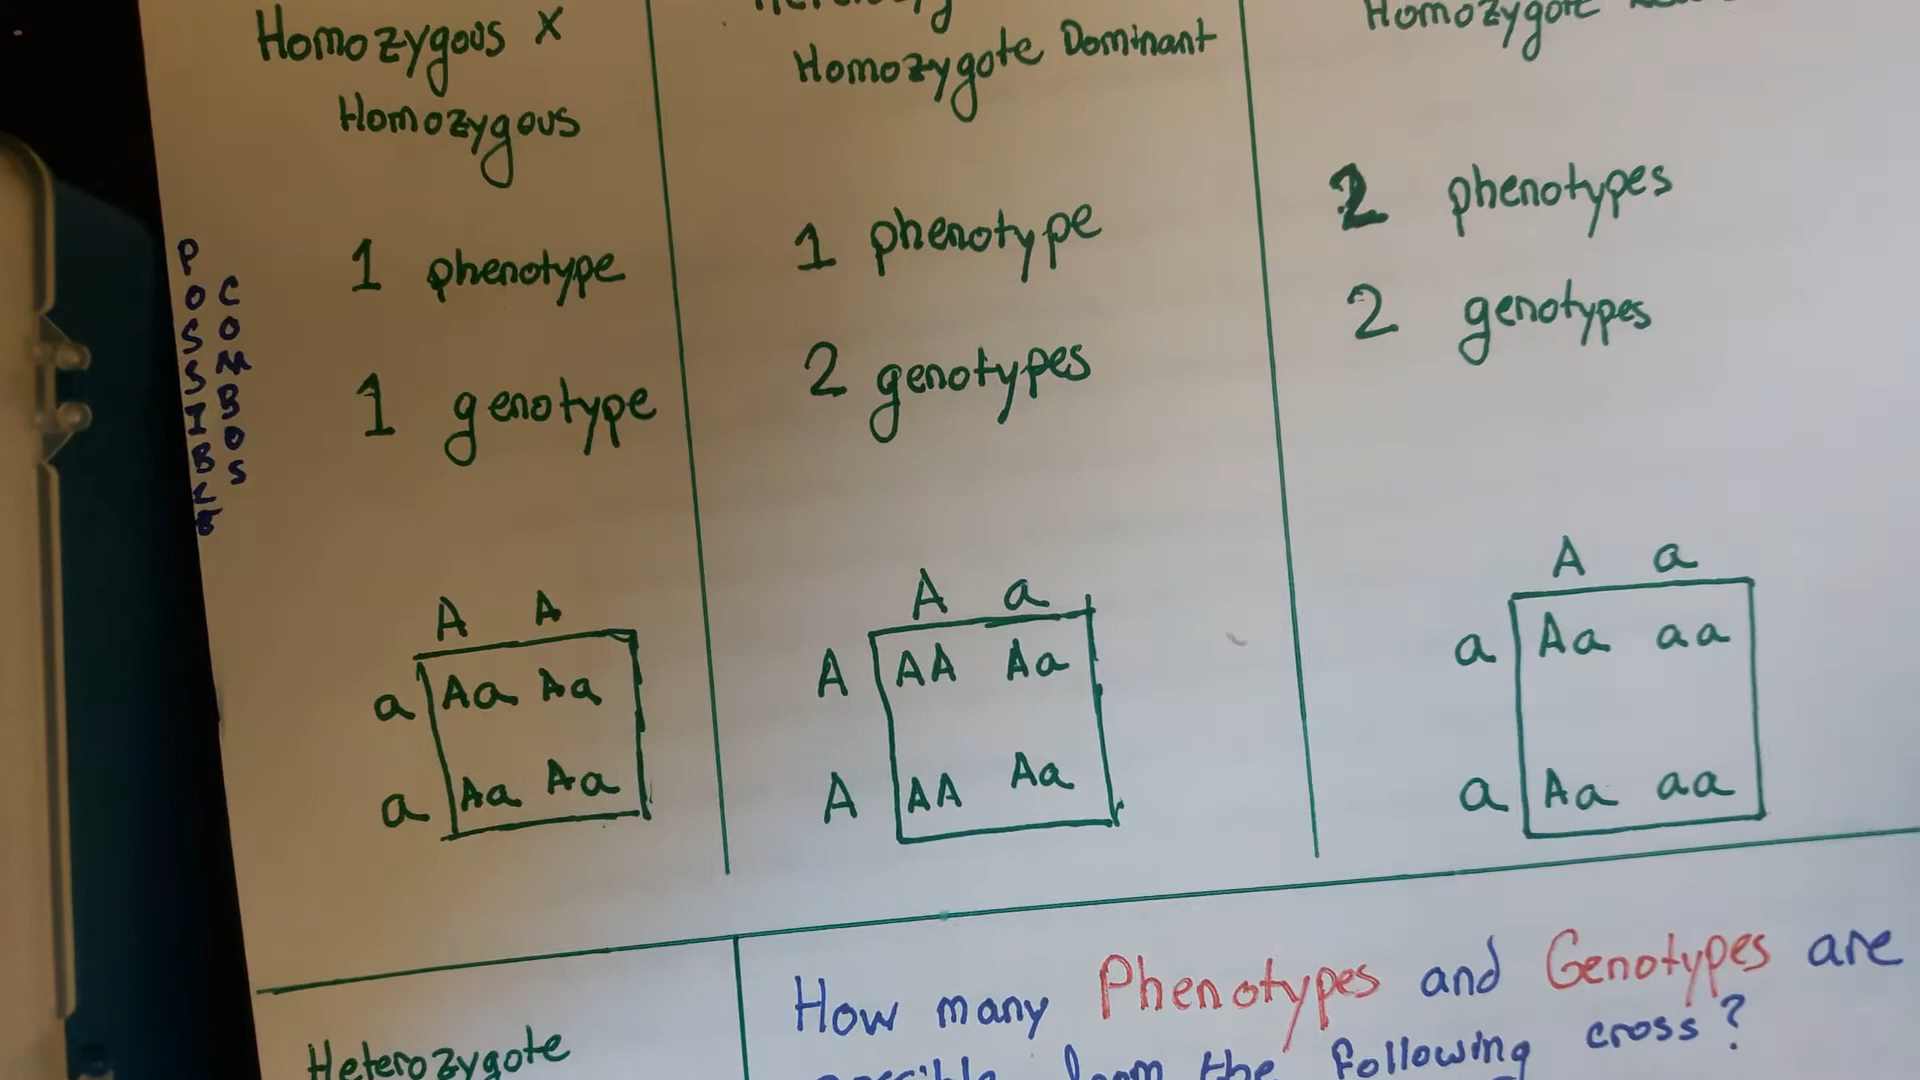 Homozygous X
Homozygous
1 phenotype
1 genotype
A A
a Aa Aa
a Aa Aa
Homozygote Dominant
1 phenotype
2 genotypes
A a
A AA Aa
A AA Aa
Homozygote
2 phenotypes
2 genotypes
A a
a Aa aa
a Aa aa
POSSIBLE
COMBOS
Heterozygote
How many Phenotypes and Genotypes are
the following cross?